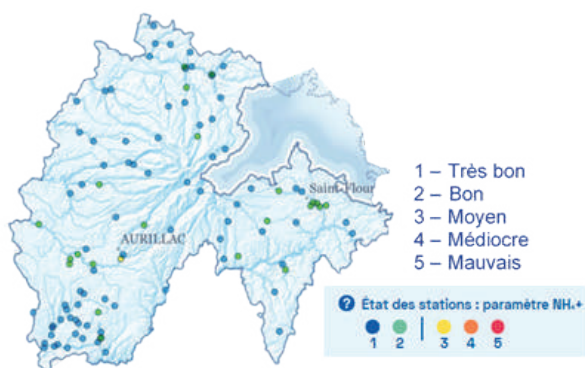 Saint-Flour
AURILLAC
1 – Très bon
2 – Bon
3 – Moyen
4 – Médiocre
5 – Mauvais
? État des stations : paramètre NH₄+
1 2 3 4 5